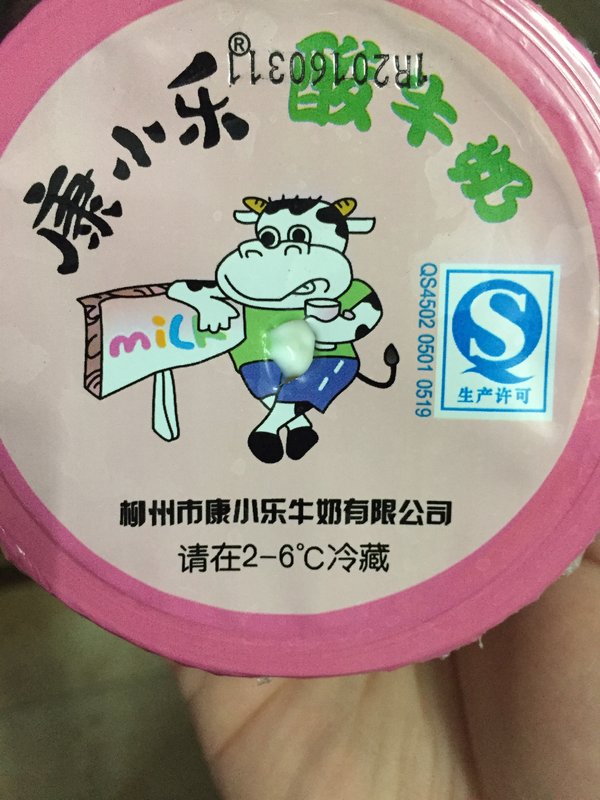 1R20160311
康小乐® 酸牛奶
milk
QS4502 0501 0519
生产许可
柳州市康小乐牛奶有限公司
请在2-6℃冷藏